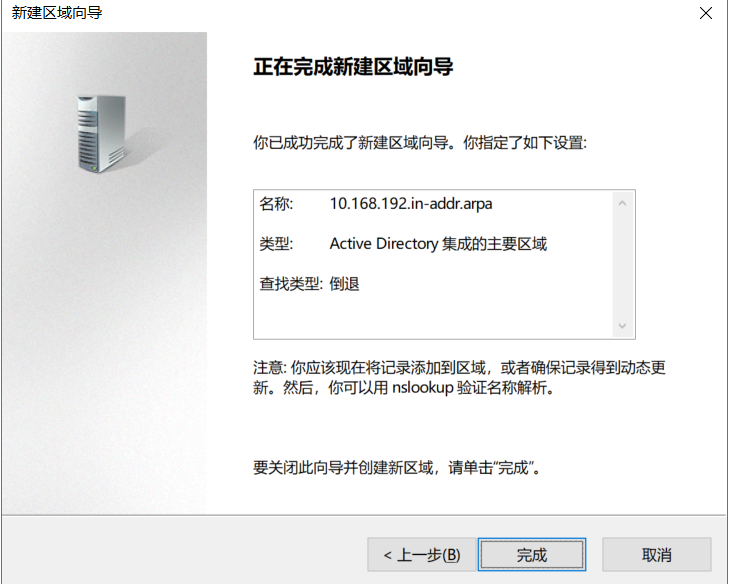 新建区域向导
正在完成新建区域向导
你已成功完成了新建区域向导。你指定了如下设置:
名称: 10.168.192.in-addr.arpa
类型: Active Directory 集成的主要区域
查找类型: 倒退
注意: 你应该现在将记录添加到区域，或者确保记录得到动态更
新。然后，你可以用 nslookup 验证名称解析。
要关闭此向导并创建新区域，请单击"完成"。
< 上一步(B) 完成 取消